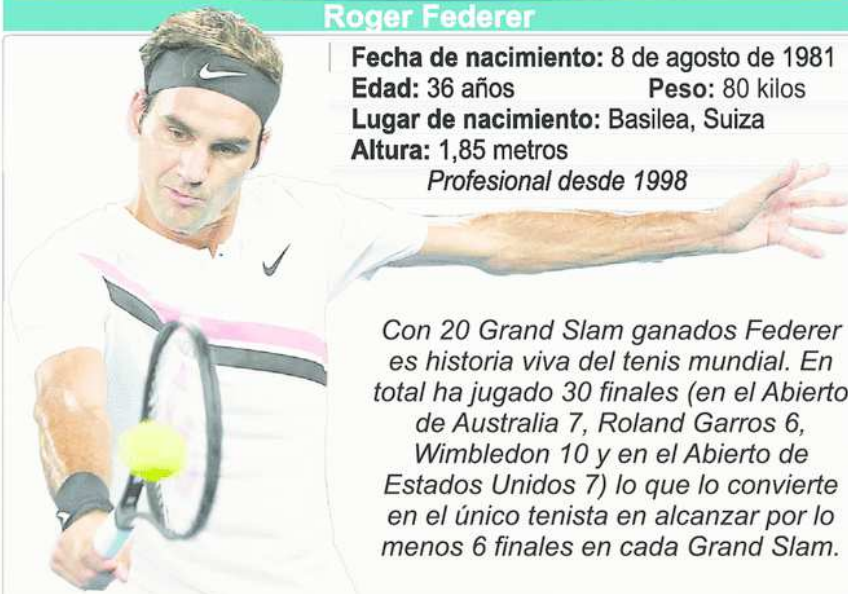 Roger Federer
Fecha de nacimiento: 8 de agosto de 1981
Edad: 36 años Peso: 80 kilos
Lugar de nacimiento: Basilea, Suiza
Altura: 1,85 metros
Profesional desde 1998
Con 20 Grand Slam ganados Federer
es historia viva del tenis mundial. En
total ha jugado 30 finales (en el Abierto
de Australia 7, Roland Garros 6,
Wimbledon 10 y en el Abierto de
Estados Unidos 7) lo que lo convierte
en el único tenista en alcanzar por lo
menos 6 finales en cada Grand Slam.